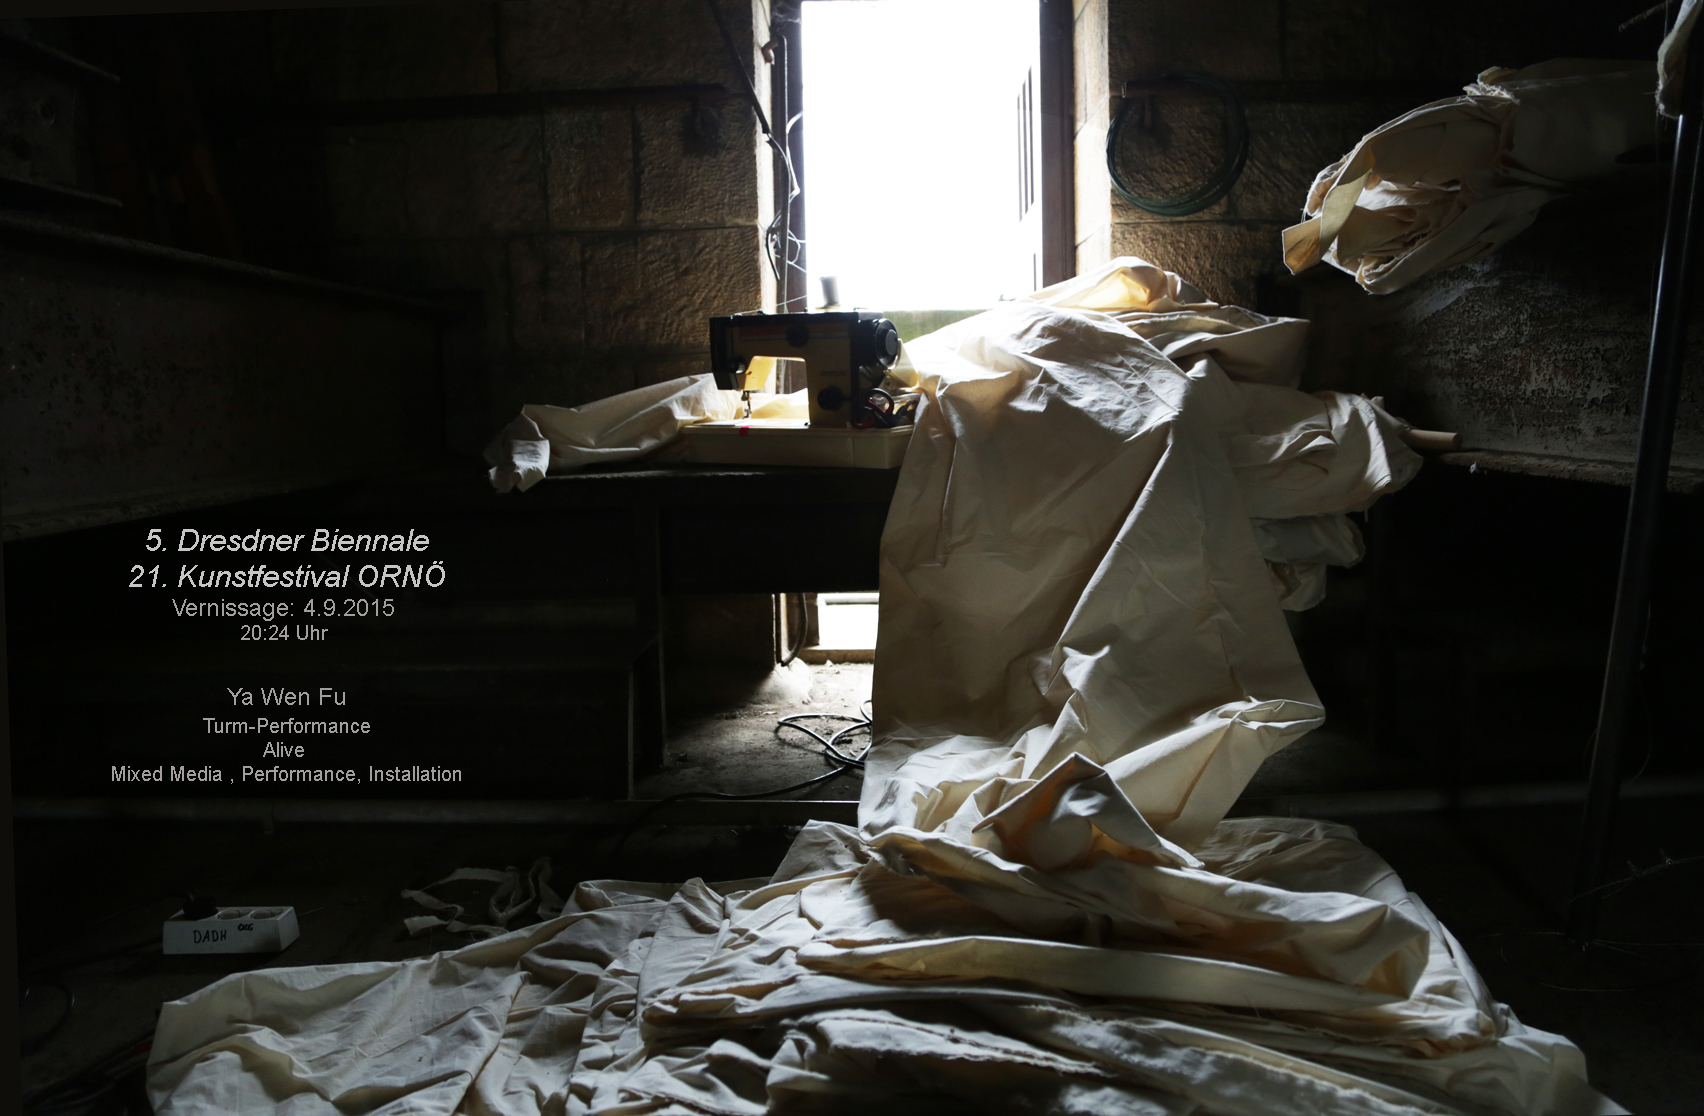 5. Dresdner Biennale
21. Kunstfestival ORNÖ
Vernissage: 4.9.2015
20:24 Uhr
Ya Wen Fu
Turm-Performance
Alive
Mixed Media , Performance, Installation
DADH